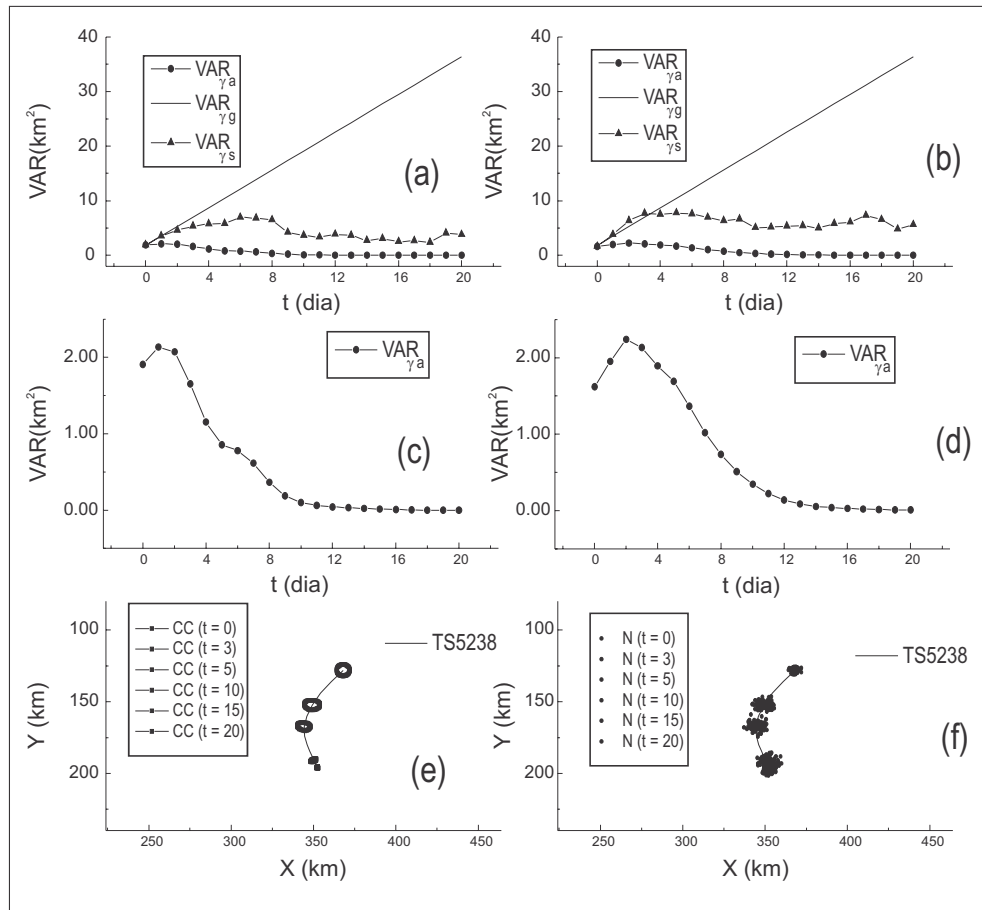 40
30
20
10
0
VAR(km²)
VAR γa
VAR γg
VAR γs
(a)
0 4 8 12 16 20
t (dia)
40
30
20
10
0
VAR(km²)
VAR γa
VAR γg
VAR γs
(b)
0 4 8 12 16 20
t (dia)
2.00
1.00
0.00
VAR(km²)
VAR γa
(c)
0 4 8 12 16 20
t (dia)
2.00
1.00
0.00
VAR(km²)
VAR γa
(d)
0 4 8 12 16 20
t (dia)
100
150
200
Y (km)
CC (t = 0)
CC (t = 3)
CC (t = 5)
CC (t = 10)
CC (t = 15)
CC (t = 20)
TS5238
(e)
250 300 350 400 450
X (km)
100
150
200
Y (km)
N (t = 0)
N (t = 3)
N (t = 5)
N (t = 10)
N (t = 15)
N (t = 20)
TS5238
(f)
250 300 350 400 450
X (km)